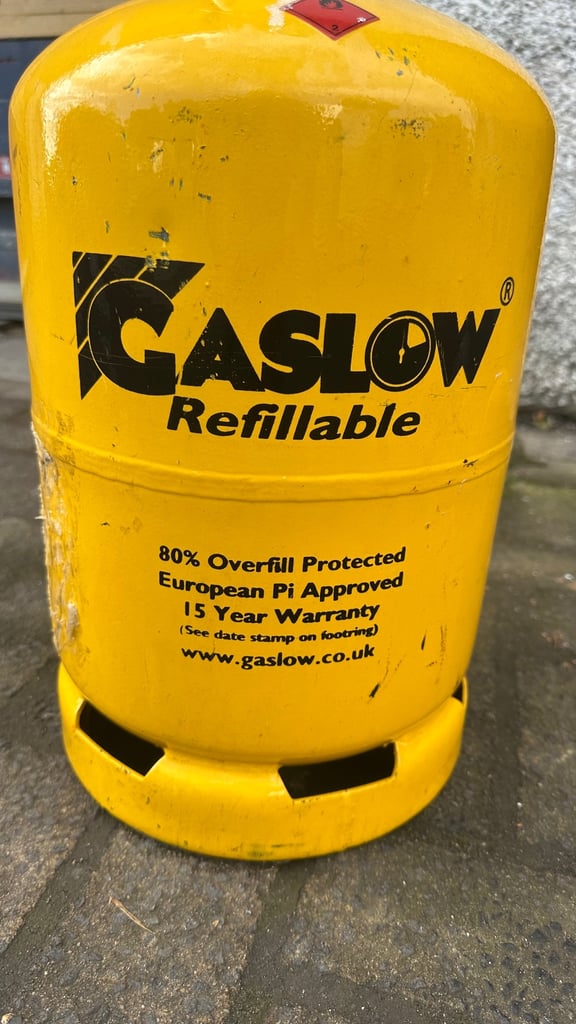 2
GASLOW®
Refillable
80% Overfill Protected
European Pi Approved
15 Year Warranty
(See date stamp on footring)
www.gaslow.co.uk